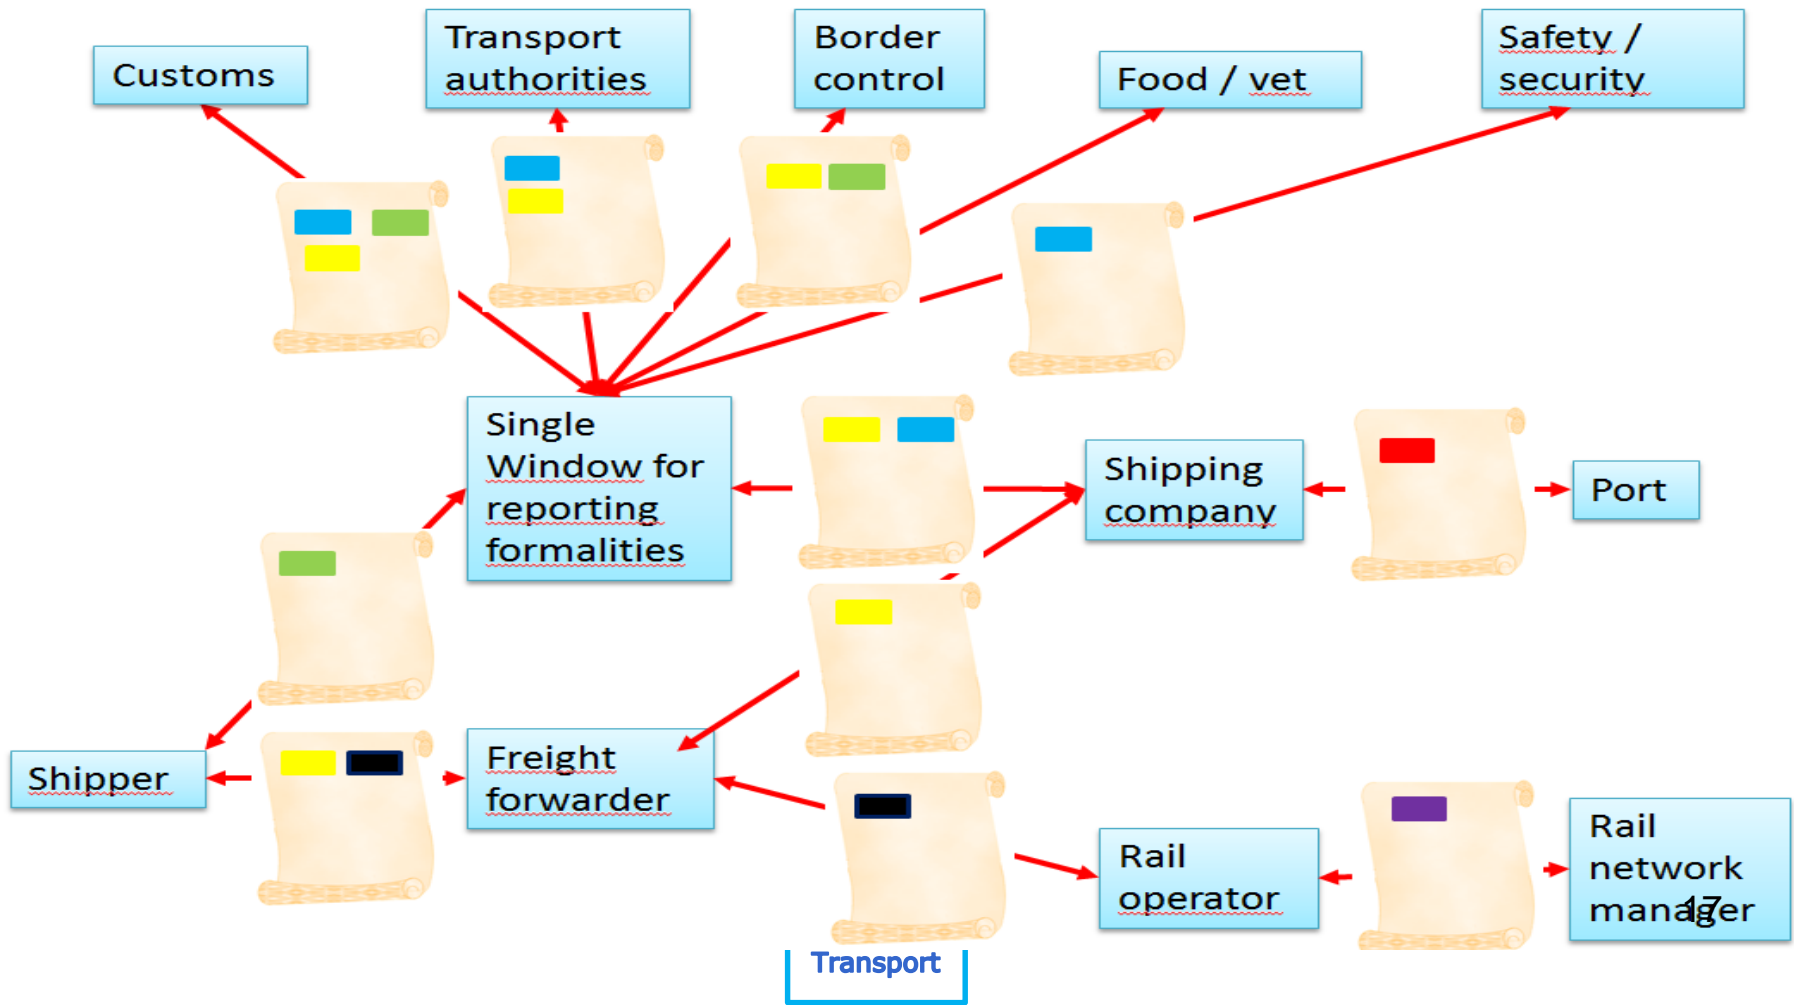 Customs
Transport
authorities
Border
control
Food / vet
Safety /
security
Single
Window for
reporting
formalities
Shipping
company
Port
Shipper
Freight
forwarder
Rail
operator
Rail
network
manager
17
Transport